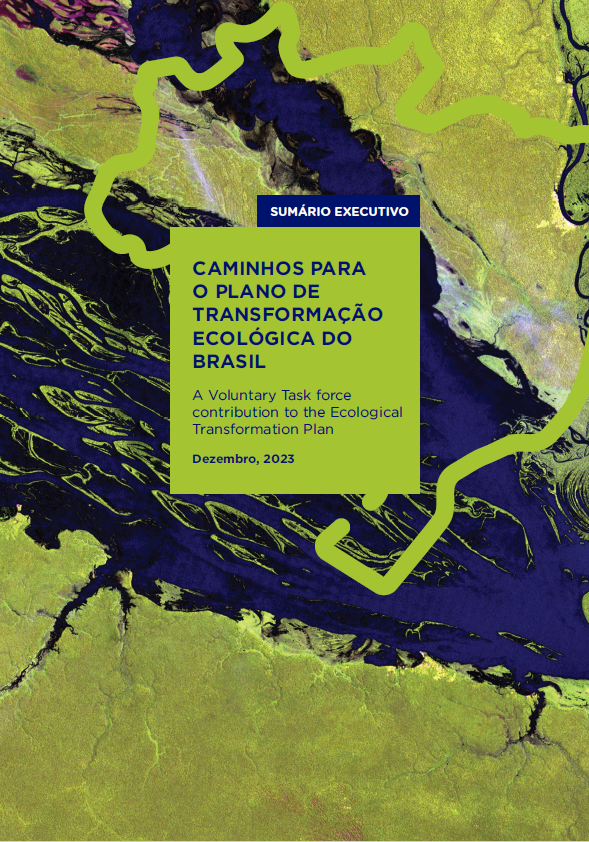 SUMÁRIO EXECUTIVO
CAMINHOS PARA
O PLANO DE
TRANSFORMAÇÃO
ECOLÓGICA DO
BRASIL
A Voluntary Task force
contribution to the Ecological
Transformation Plan
Dezembro, 2023